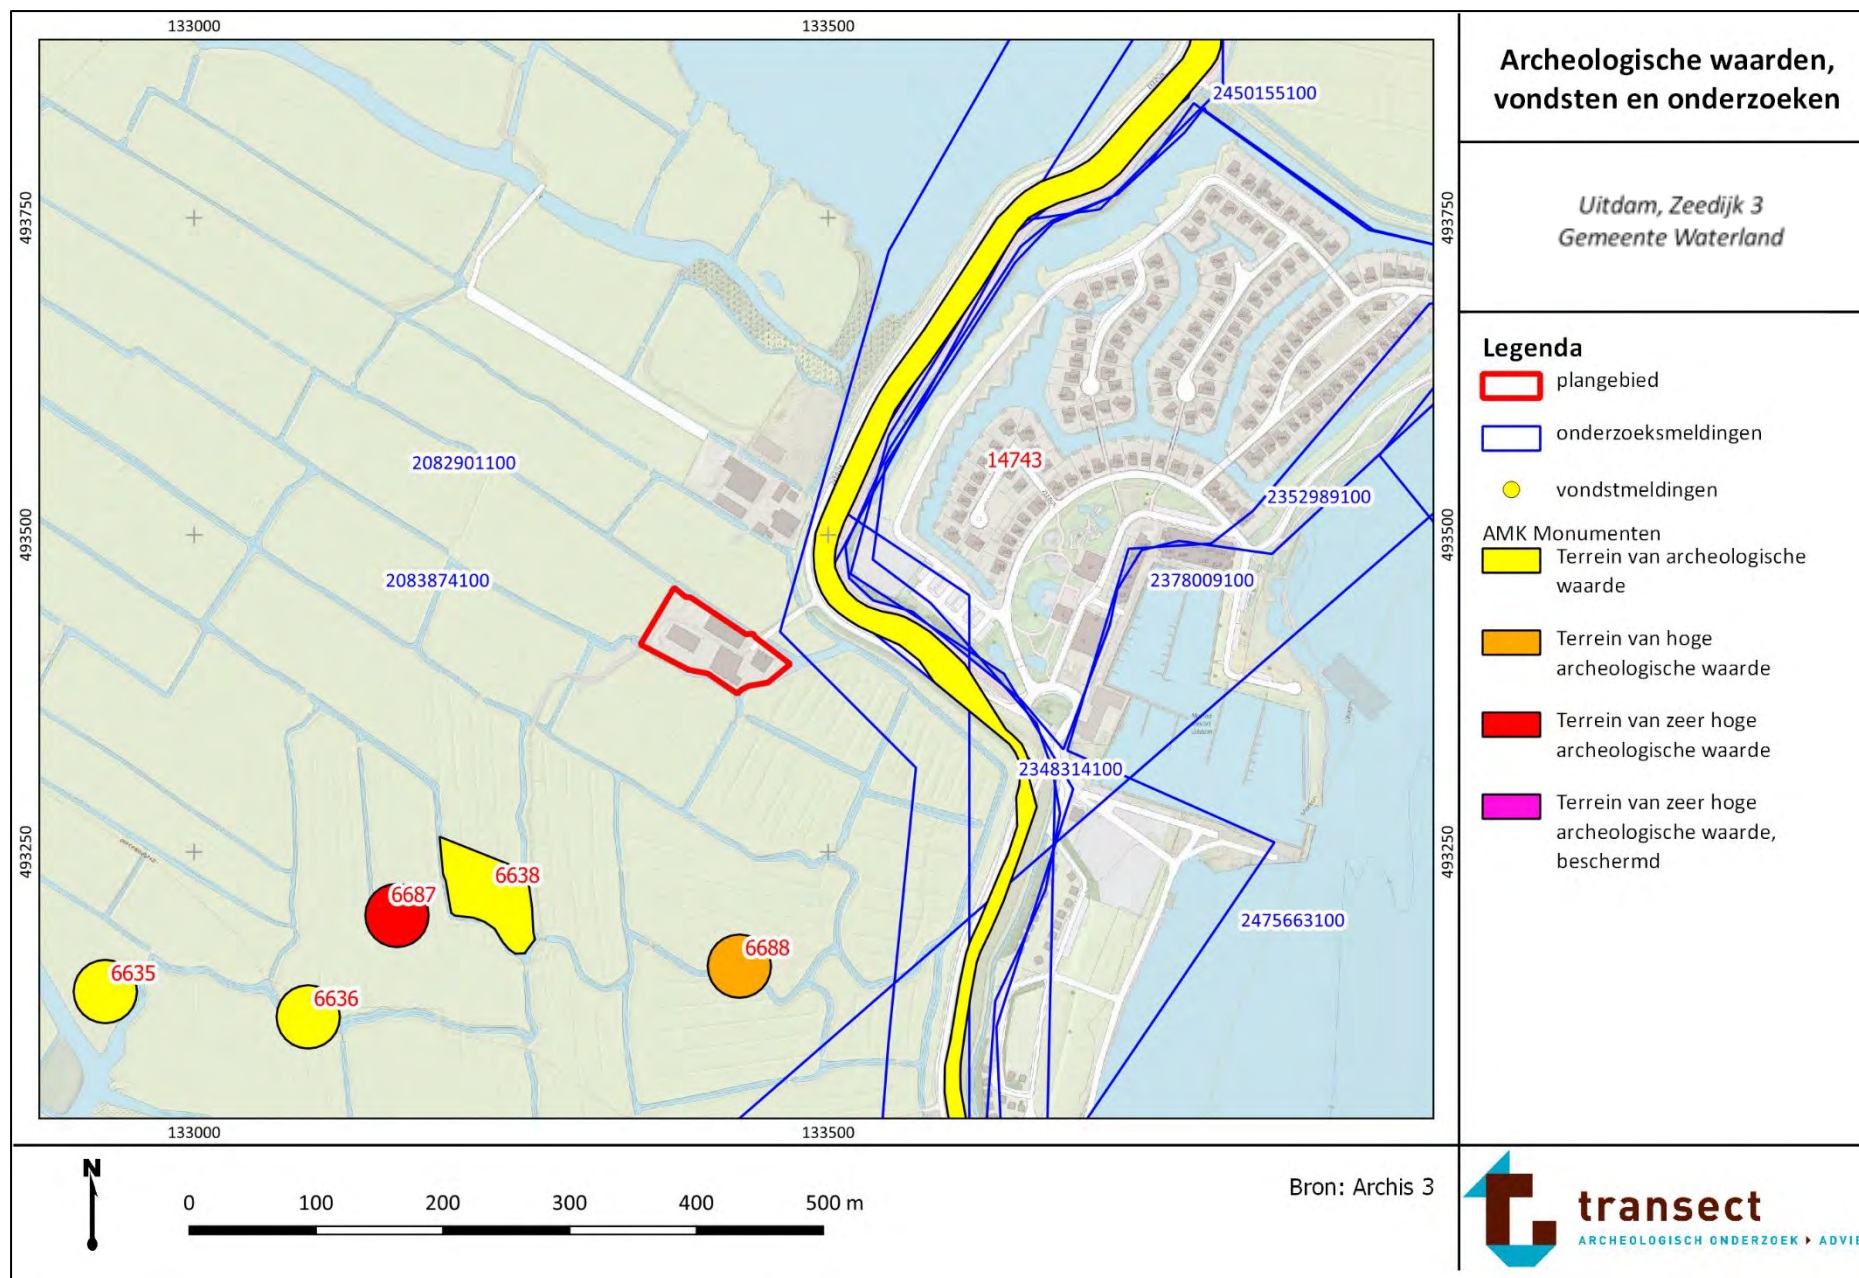 133000
133500
493750
493750
493500
493500
493250
493250
133000
133500
2450155100
2082901100
14743
2352989100
2083874100
2378009100
2348314100
6638
6687
2475663100
6688
6635
6636
N
0 100 200 300 400 500 m
Bron: Archis 3
Archeologische waarden,
vondsten en onderzoeken
Uitdam, Zeedijk 3
Gemeente Waterland
Legenda
plangebied
onderzoeksmeldingen
vondstmeldingen
AMK Monumenten
Terrein van archeologische
waarde
Terrein van hoge
archeologische waarde
Terrein van zeer hoge
archeologische waarde
Terrein van zeer hoge
archeologische waarde,
beschermd
transect
ARCHEOLOGISCH ONDERZOEK ▸ ADVIE